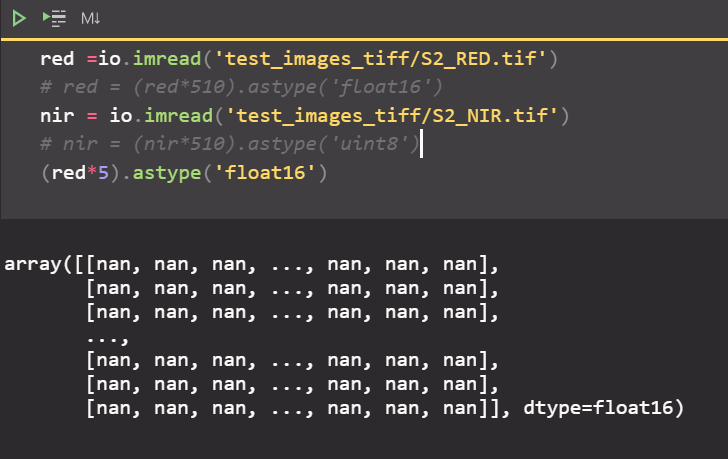 M↓
red =io.imread('test_images_tiff/S2_RED.tif')
# red = (red*510).astype('float16')
nir = io.imread('test_images_tiff/S2_NIR.tif')
# nir = (nir*510).astype('uint8')
(red*5).astype('float16')
array([[nan, nan, nan, ..., nan, nan, nan],
[nan, nan, nan, ..., nan, nan, nan],
[nan, nan, nan, ..., nan, nan, nan],
...,
[nan, nan, nan, ..., nan, nan, nan],
[nan, nan, nan, ..., nan, nan, nan],
[nan, nan, nan, ..., nan, nan, nan]], dtype=float16)